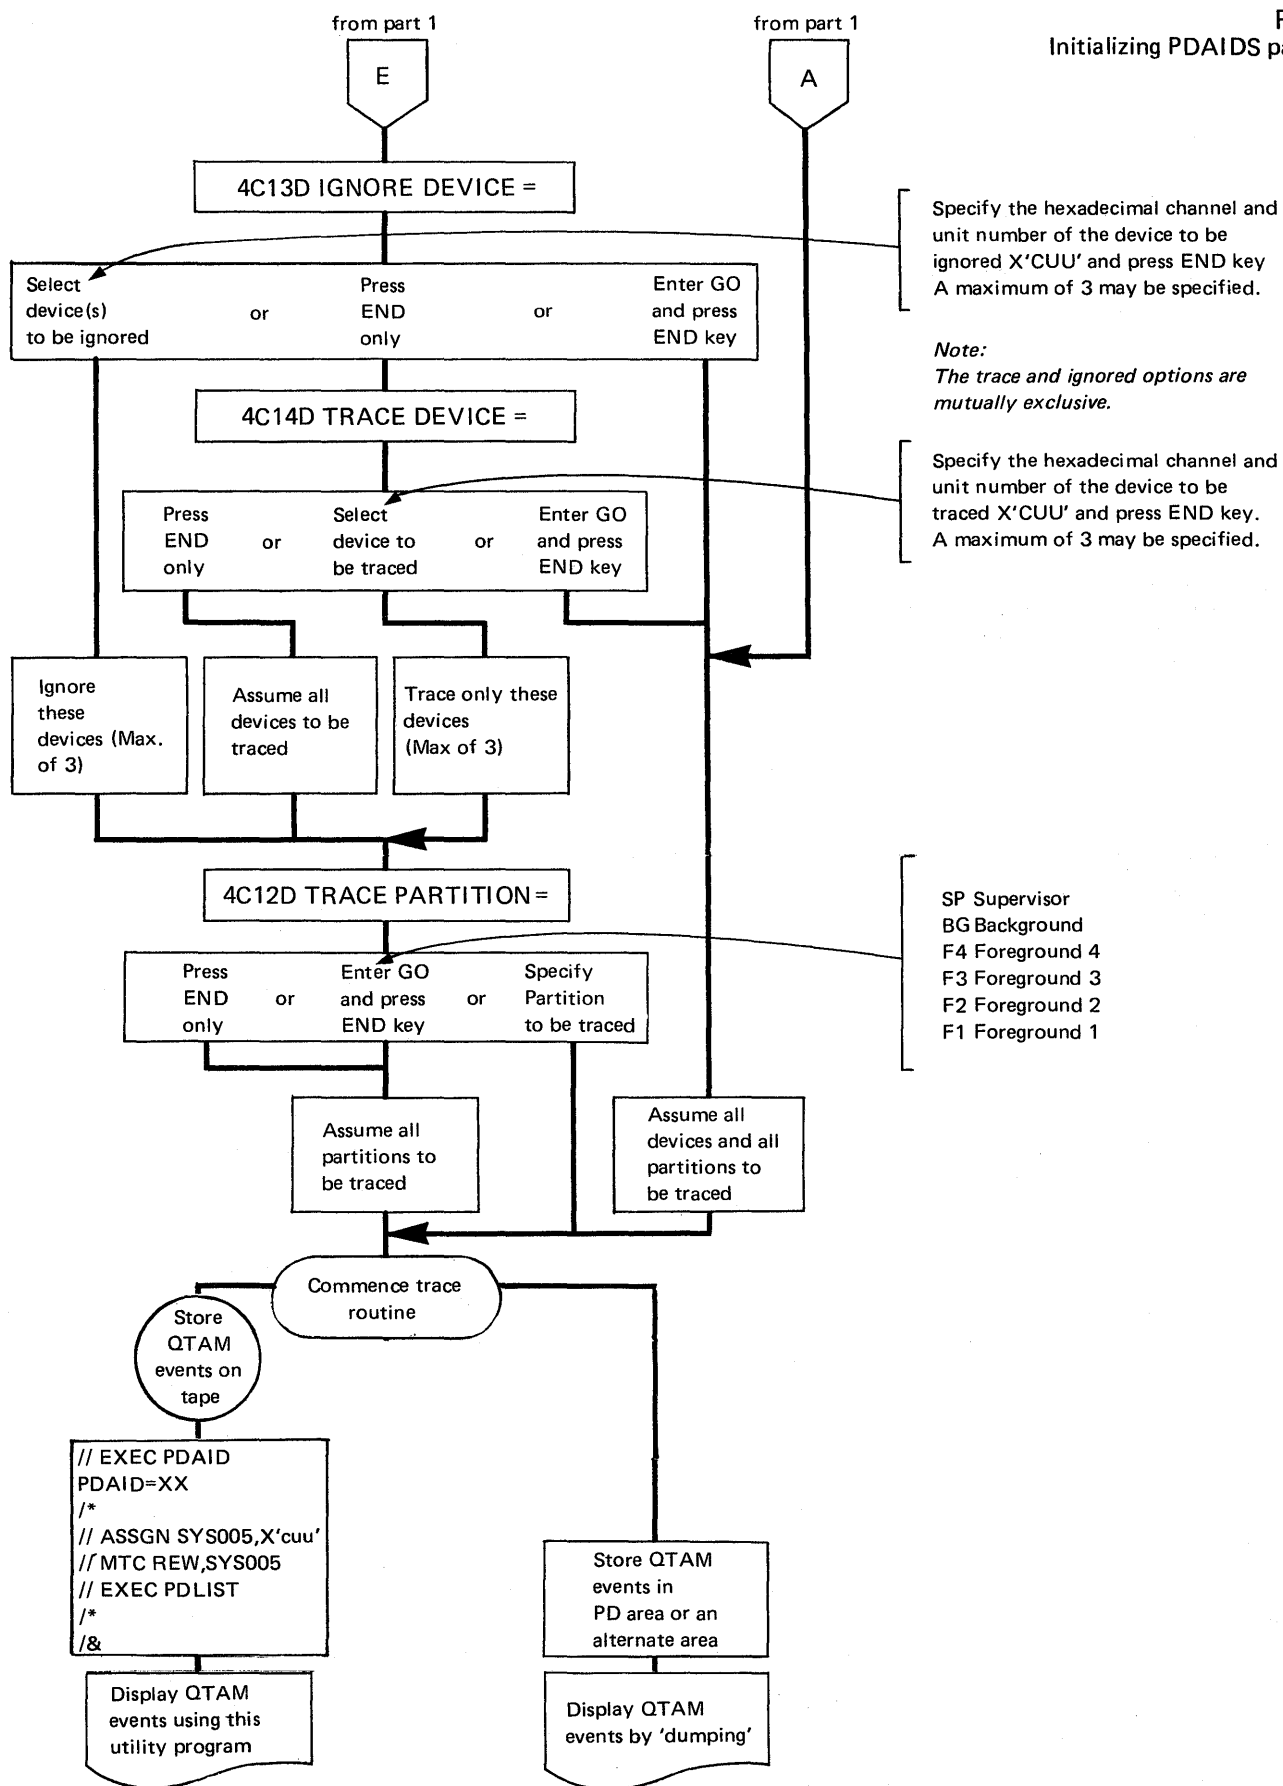 from part 1
from part 1
Initializing PDAIDS
E
A
4C13D IGNORE DEVICE =
Specify the hexadecimal channel and
unit number of the device to be
ignored X'CUU' and press END key
A maximum of 3 may be specified.
Select
device(s)
to be ignored
or
Press
END
only
or
Enter GO
and press
END key
Note:
The trace and ignored options are
mutually exclusive.
4C14D TRACE DEVICE =
Specify the hexadecimal channel and
unit number of the device to be
traced X'CUU' and press END key.
A maximum of 3 may be specified.
Press
END
only
or
Select
device to
be traced
or
Enter GO
and press
END key
Ignore
these
devices (Max.
of 3)
Assume all
devices to be
traced
Trace only these
devices
(Max of 3)
4C12D TRACE PARTITION =
SP Supervisor
BG Background
F4 Foreground 4
F3 Foreground 3
F2 Foreground 2
F1 Foreground 1
Press
END
only
or
Enter GO
and press
END key
or
Specify
Partition
to be traced
Assume all
partitions to
be traced
Assume all
devices and all
partitions to
be traced
Commence trace
routine
Store
QTAM
events on
tape
// EXEC PDAID
PDAID=XX
/*
// ASSGN SYS005,X'cuu'
// MTC REW,SYS005
// EXEC PDLIST
/*
/&
Store QTAM
events in
PD area or an
alternate area
Display QTAM
events using this
utility program
Display QTAM
events by 'dumping'